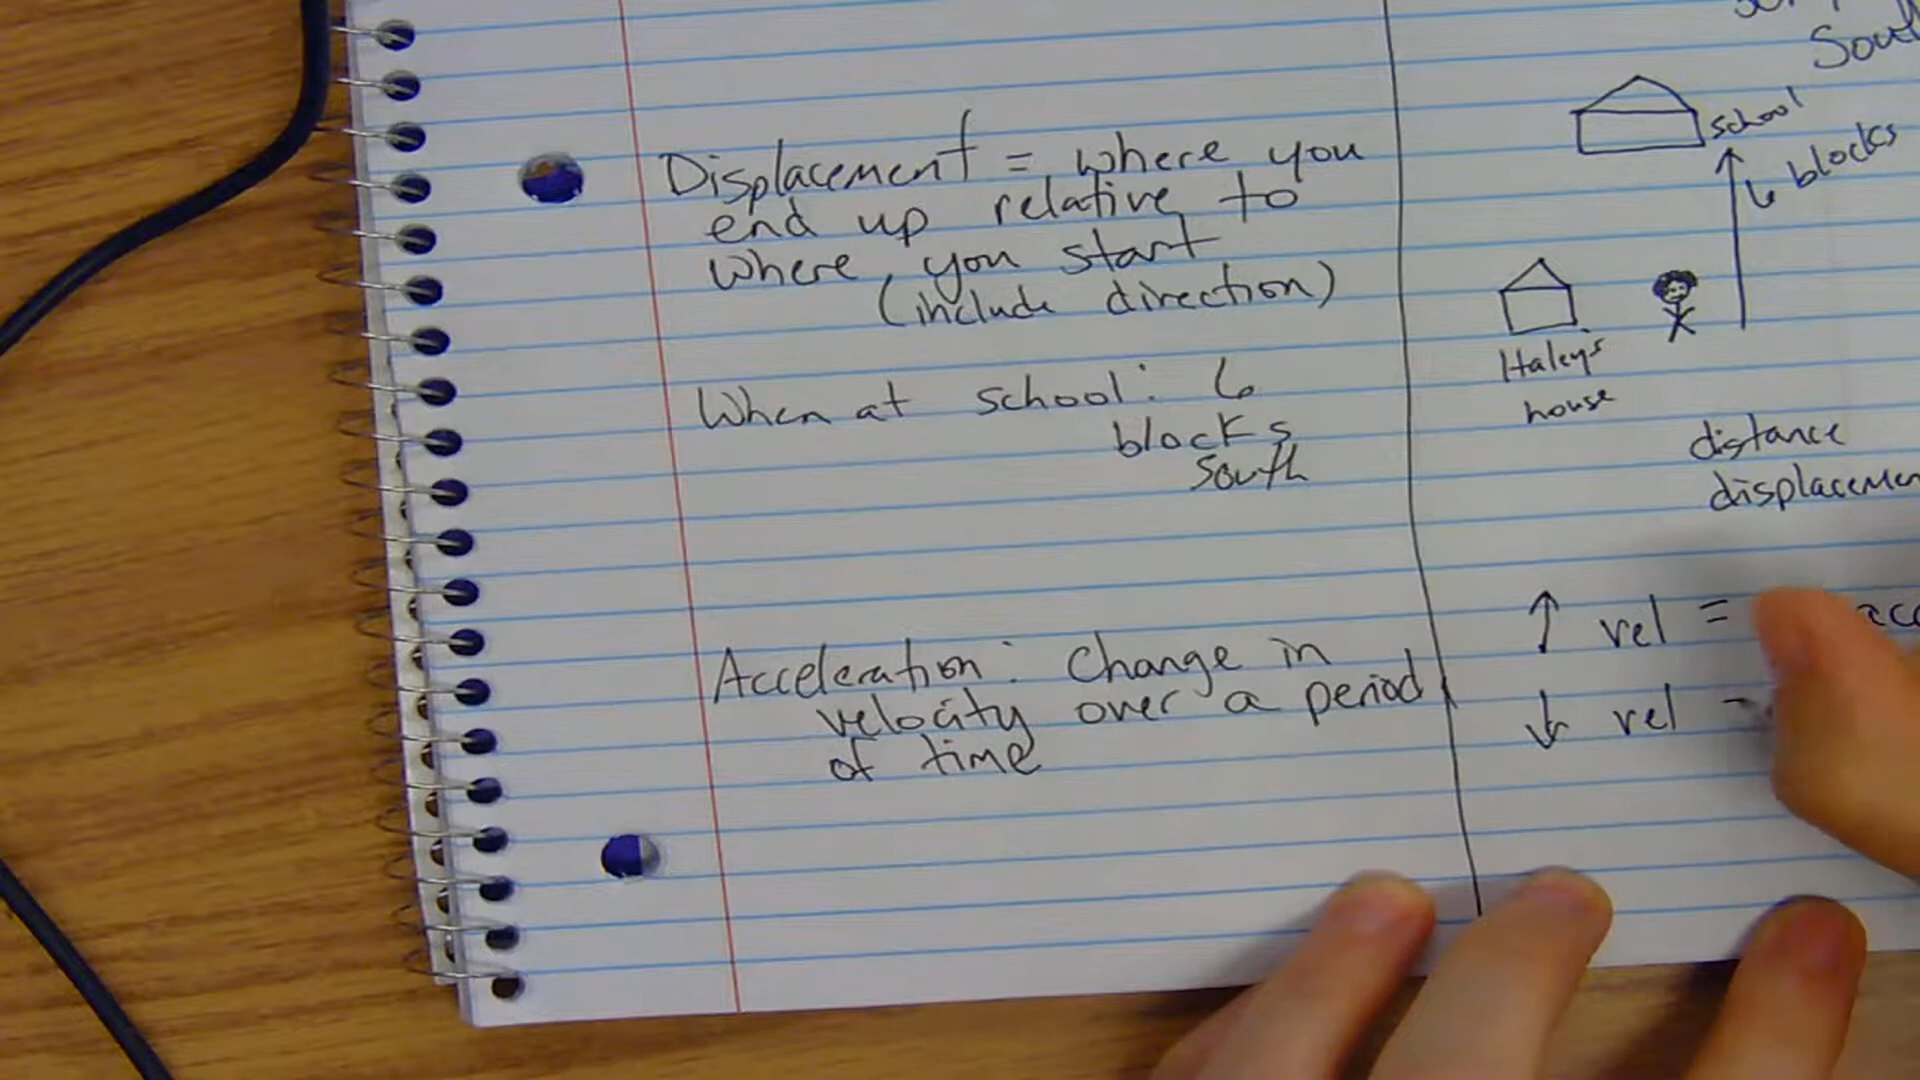 Displacement = where you
end up relative to
where you start
(include direction)
When at school: 6
blocks
South
Acceleration: Change in
velocity over a period
of time
school
6 blocks
Haley's
house
distance
↑ vel =
↓ vel